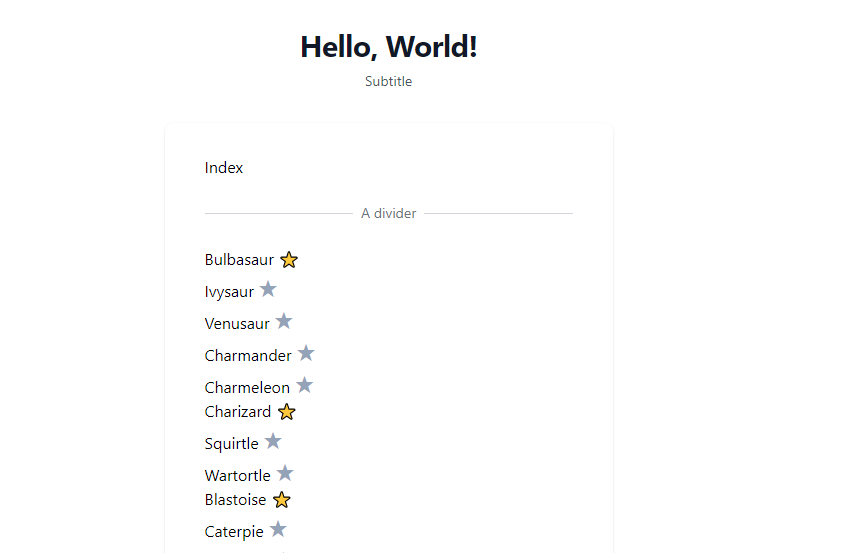 Hello, World!
Subtitle
Index
A divider
Bulbasaur ⭐
Ivysaur ★
Venusaur ★
Charmander ★
Charmeleon ★
Charizard ⭐
Squirtle ★
Wartortle ★
Blastoise ⭐
Caterpie ★